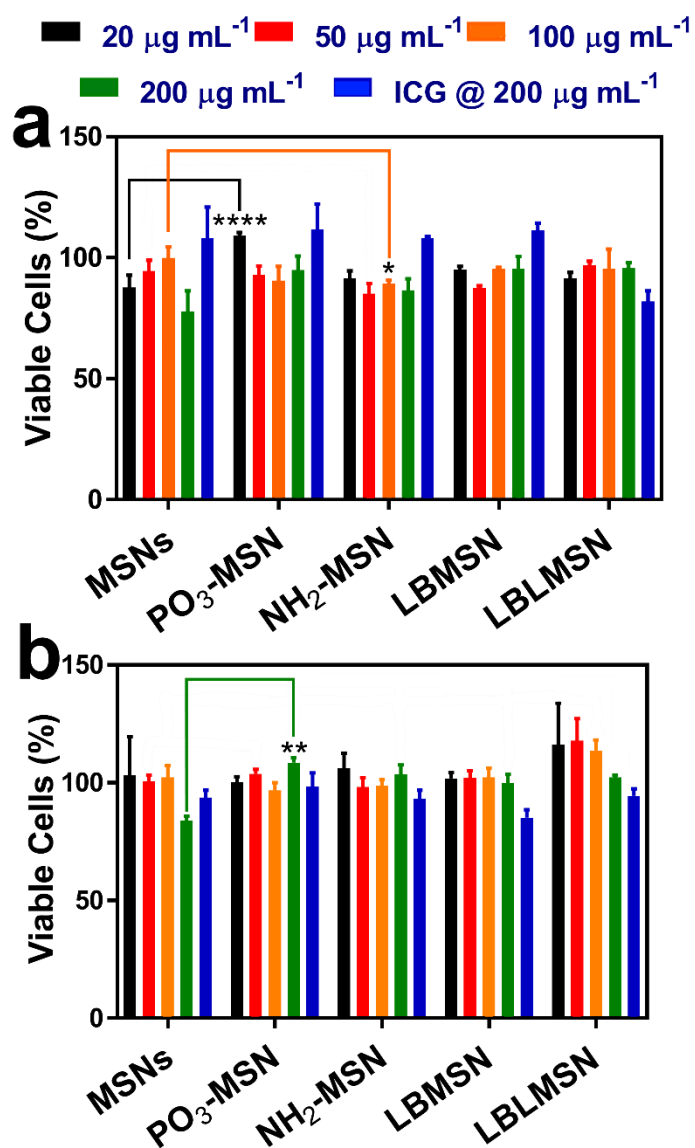 20 μg mL⁻¹ 50 μg mL⁻¹ 100 μg mL⁻¹
200 μg mL⁻¹ ICG @ 200 μg mL⁻¹
a
Viable Cells (%)
150
100
50
0
****
*
MSNs PO₃-MSN NH₂-MSN LBMSN LBLMSN
b
Viable Cells (%)
150
100
50
0
**
MSNs PO₃-MSN NH₂-MSN LBMSN LBLMSN